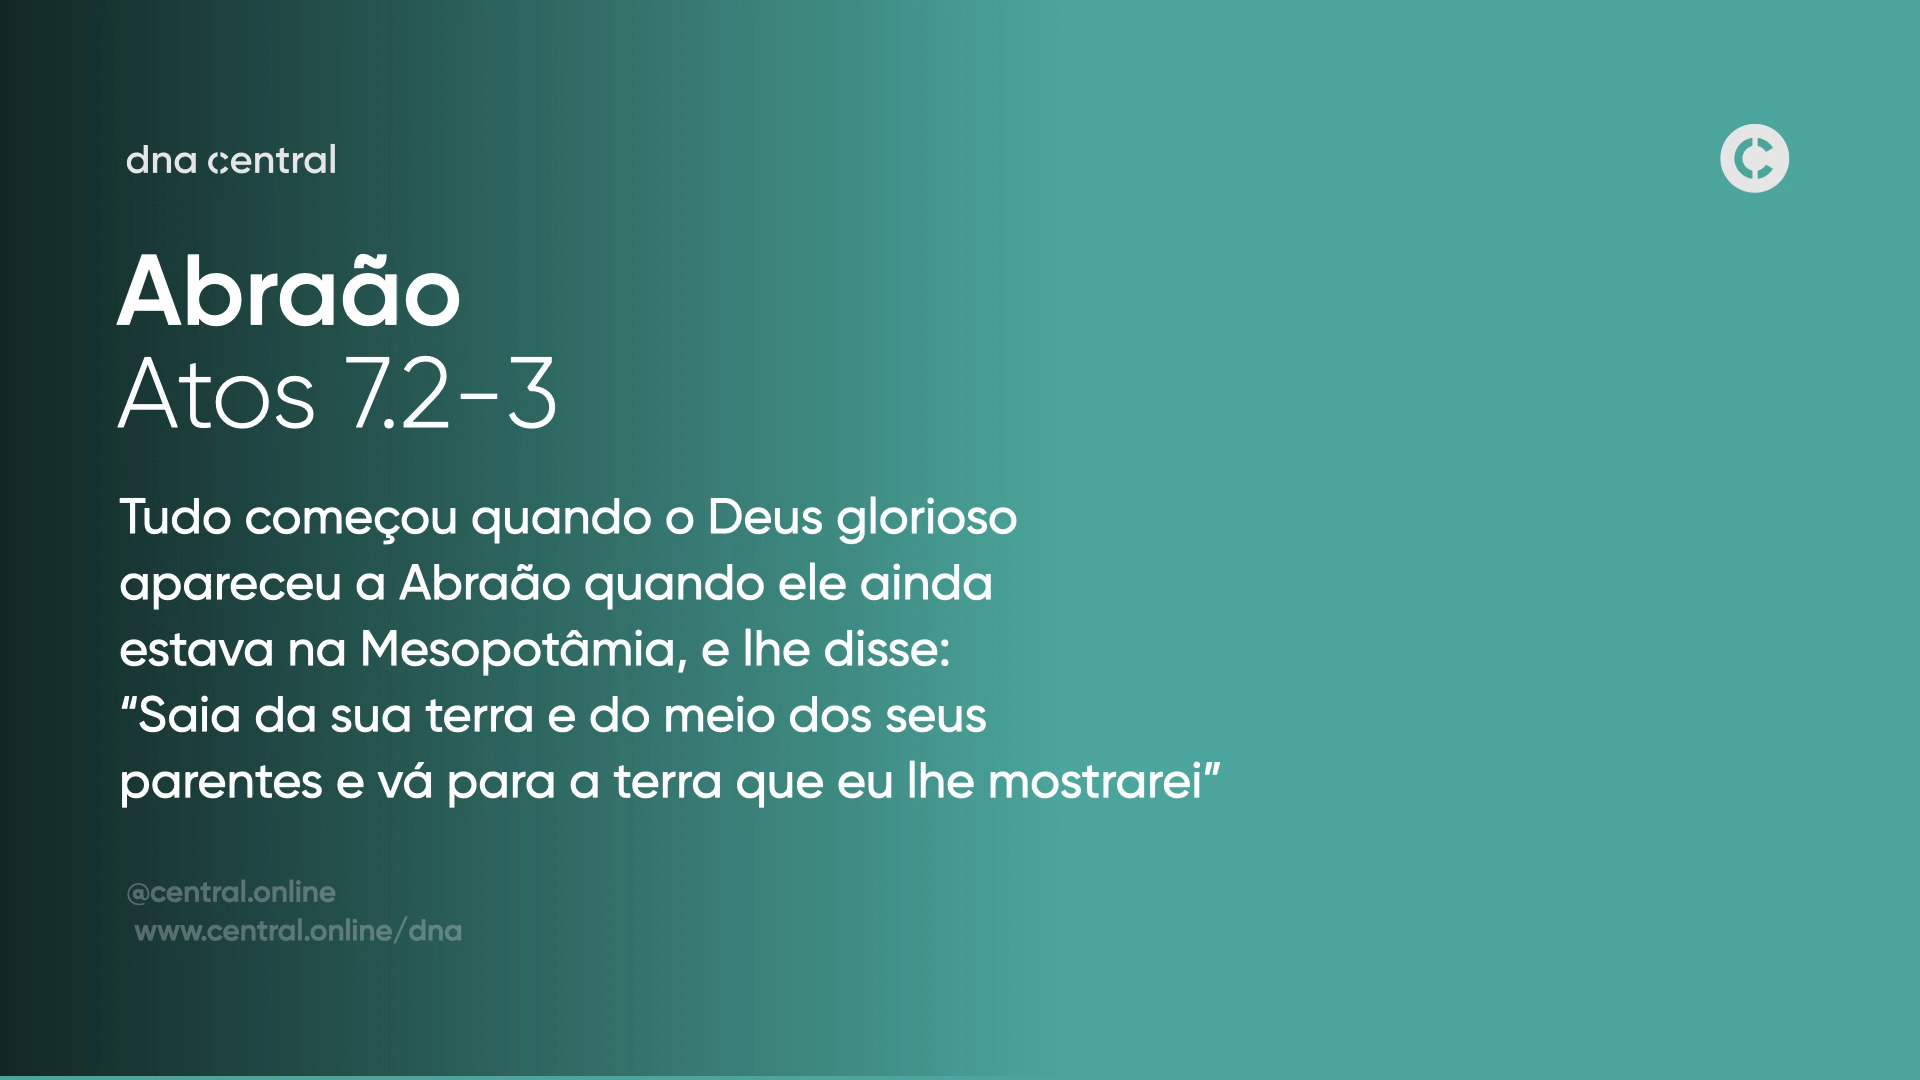 dna central
Abraão
Atos 7.2-3
Tudo começou quando o Deus glorioso
apareceu a Abraão quando ele ainda
estava na Mesopotâmia, e lhe disse:
“Saia da sua terra e do meio dos seus
parentes e vá para a terra que eu lhe mostrarei”
@central.online
www.central.online/dna